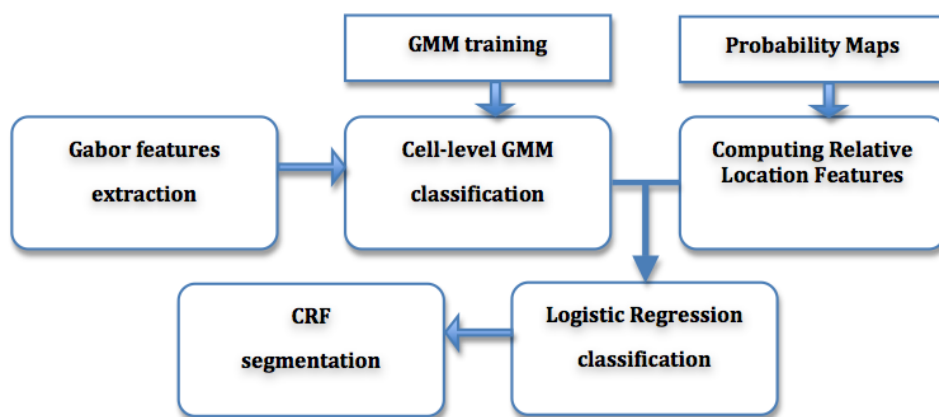 GMM training
Probability Maps
Gabor features
extraction
Cell-level GMM
classification
Computing Relative
Location Features
CRF
segmentation
Logistic Regression
classification